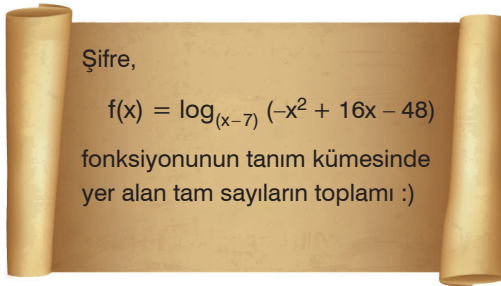 Şifre,
f(x) = log₍ₓ₋₇₎ (–x² + 16x – 48)
fonksiyonunun tanım kümesinde
yer alan tam sayıların toplamı :)